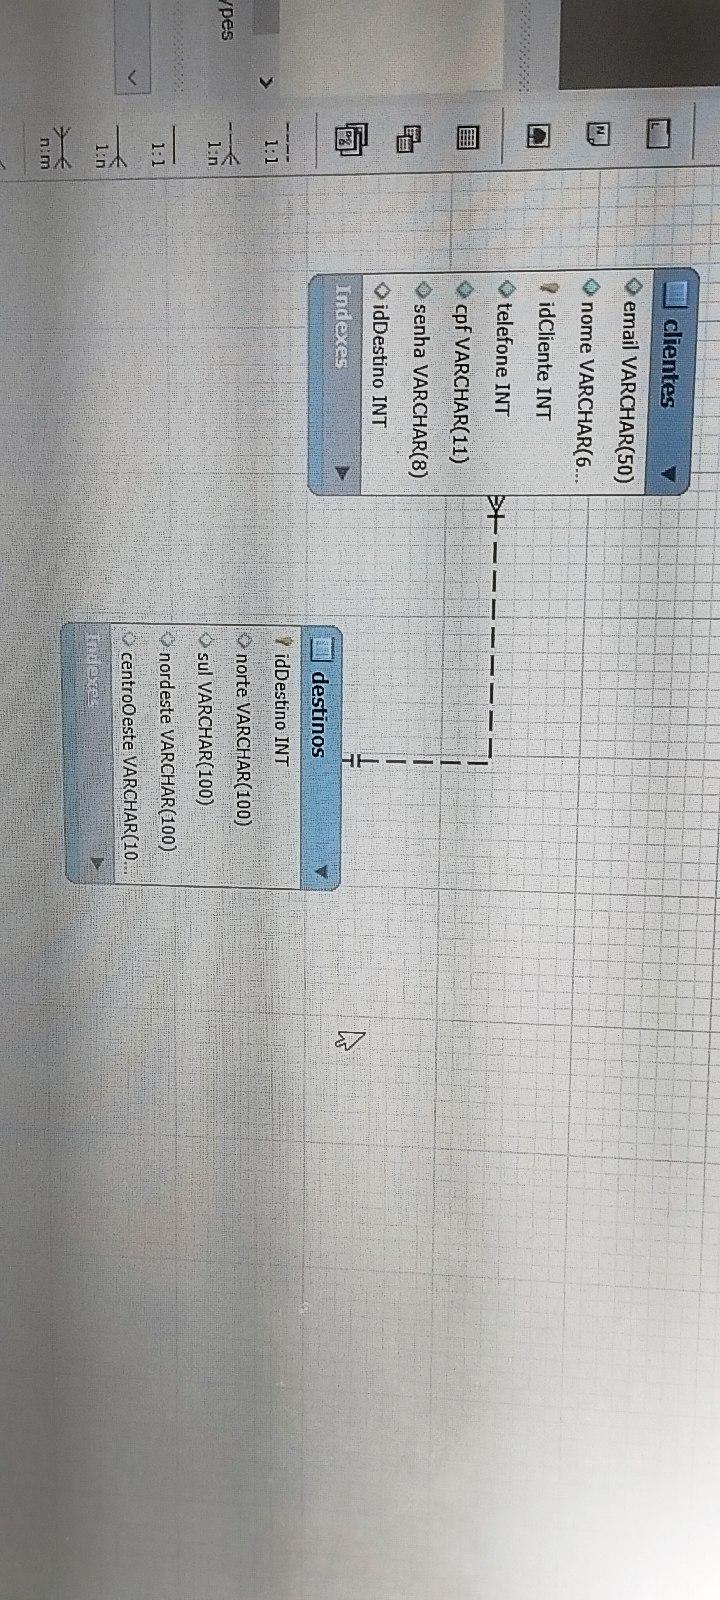 clientes
email VARCHAR(50)
nome VARCHAR(6...
idCliente INT
telefone INT
cpf VARCHAR(11)
senha VARCHAR(8)
idDestino INT
Indexes
destinos
idDestino INT
norte VARCHAR(100)
sul VARCHAR(100)
nordeste VARCHAR(100)
centroOeste VARCHAR(10...
Indexes
1:1
1:n
1:1
1:n
n:m
ypes